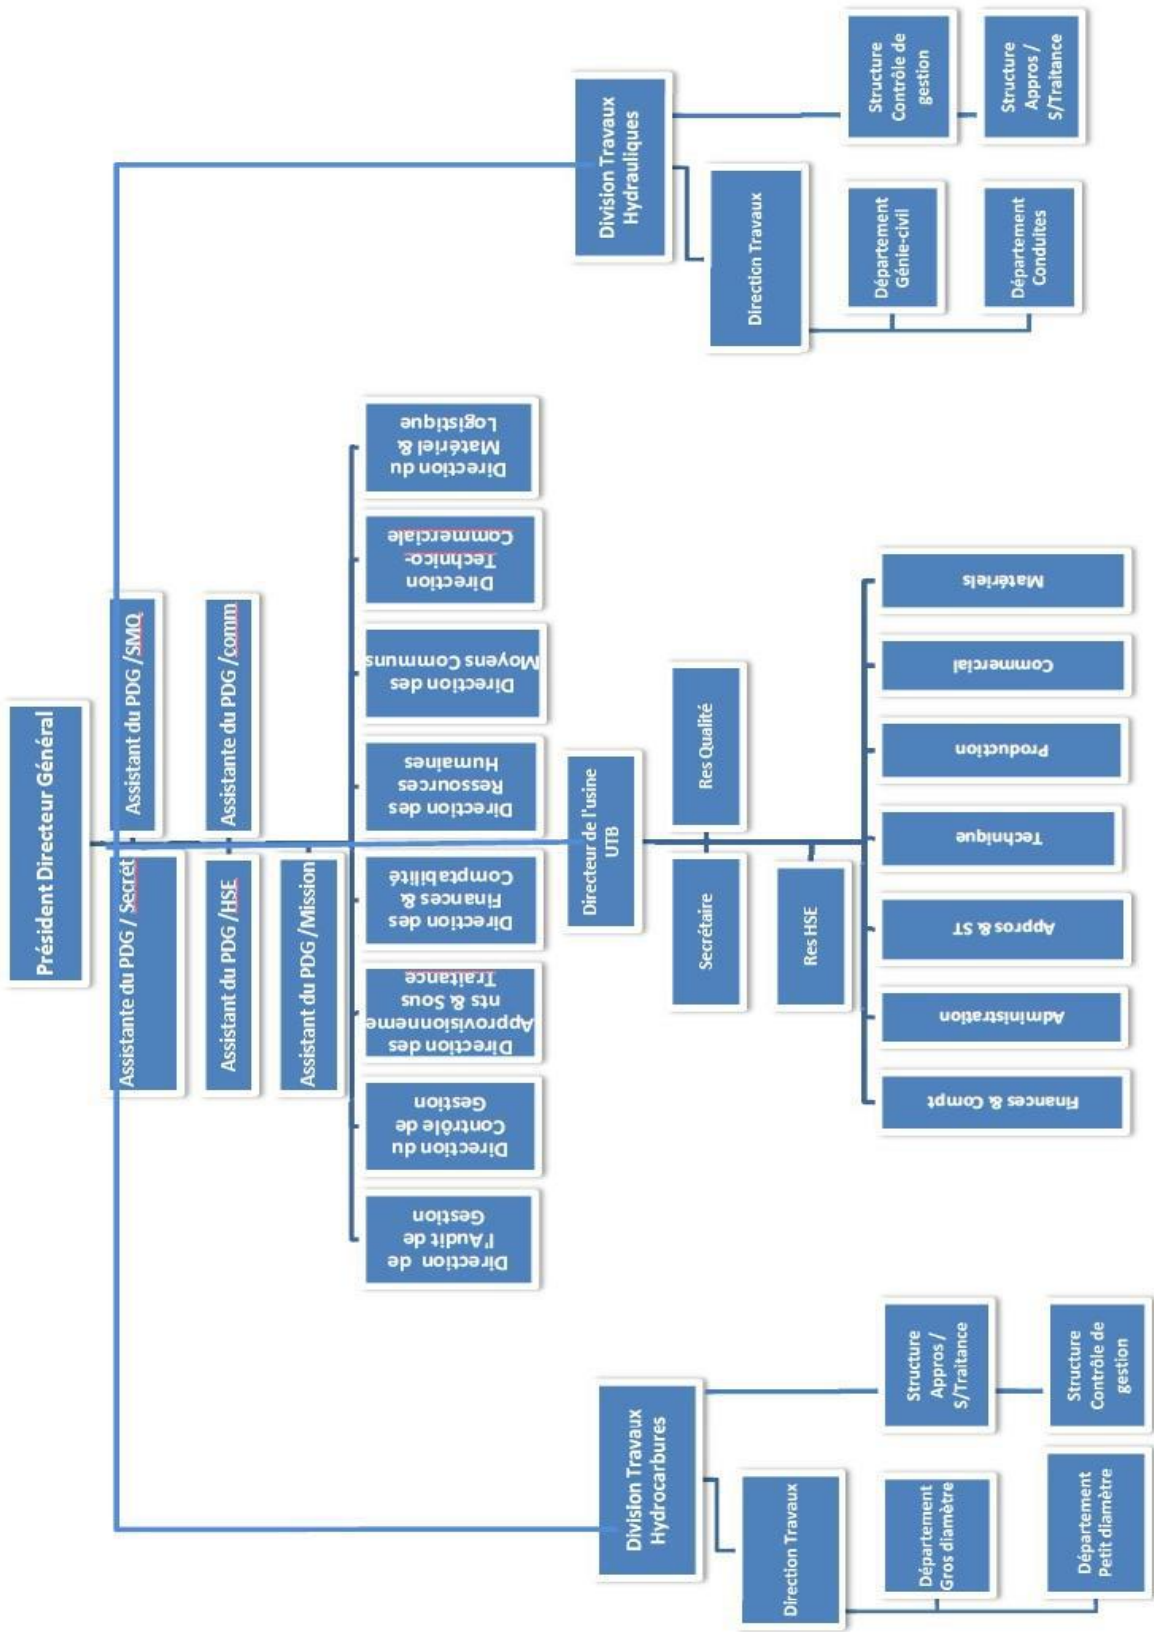 Président Directeur Général
Assistante du PDG / Secrét
Assistant du PDG /SMQ
Assistant du PDG /HSE
Assistante du PDG /comm
Assistant du PDG /Mission
Direction de
l'Audit de
Gestion
Direction du
Contrôle de
Gestion
Direction des
Approvisionneme
nts & Sous
Traitance
Direction des
Finances &
Comptabilité
Direction des
Ressources
Humaines
Direction des
Moyens Communs
Direction
Technico-
Commerciale
Direction du
Matériel &
Logistique
Division Travaux
Hydrocarbures
Directeur de l'usine
UTB
Division Travaux
Hydrauliques
Direction Travaux
Département
Gros diamètre
Département
Petit diamètre
Structure
Appros /
S/Traitance
Structure
Contrôle de
gestion
Secrétaire
Res Qualité
Res HSE
Finances & Compt
Administration
Appros & ST
Technique
Production
Commercial
Matériels
Direction Travaux
Département
Génie-civil
Département
Conduites
Structure
Contrôle de
gestion
Structure
Appros /
S/Traitance